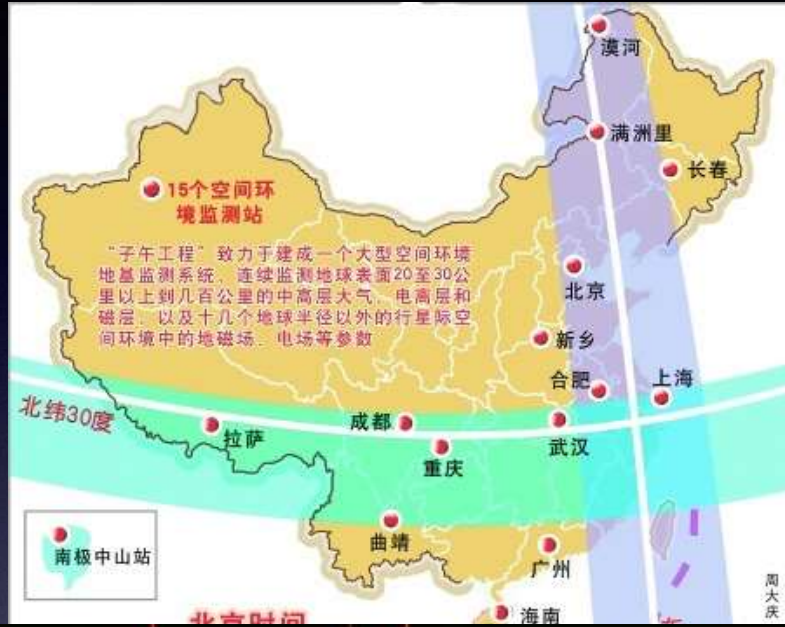 漠河
满洲里
长春
15个空间环
境监测站
“子午工程”致力于建成一个大型空间环境
地基监测系统，连续监测地球表面20至30公
里以上到几百公里的中高层大气、电离层和
磁层，以及十几个地球半径以外的行星际空
间环境中的地磁场、电场等参数
北京
新乡
合肥
上海
北纬30度
拉萨
成都
武汉
重庆
南极中山站
曲靖
广州
海南
北京时间
周大庆